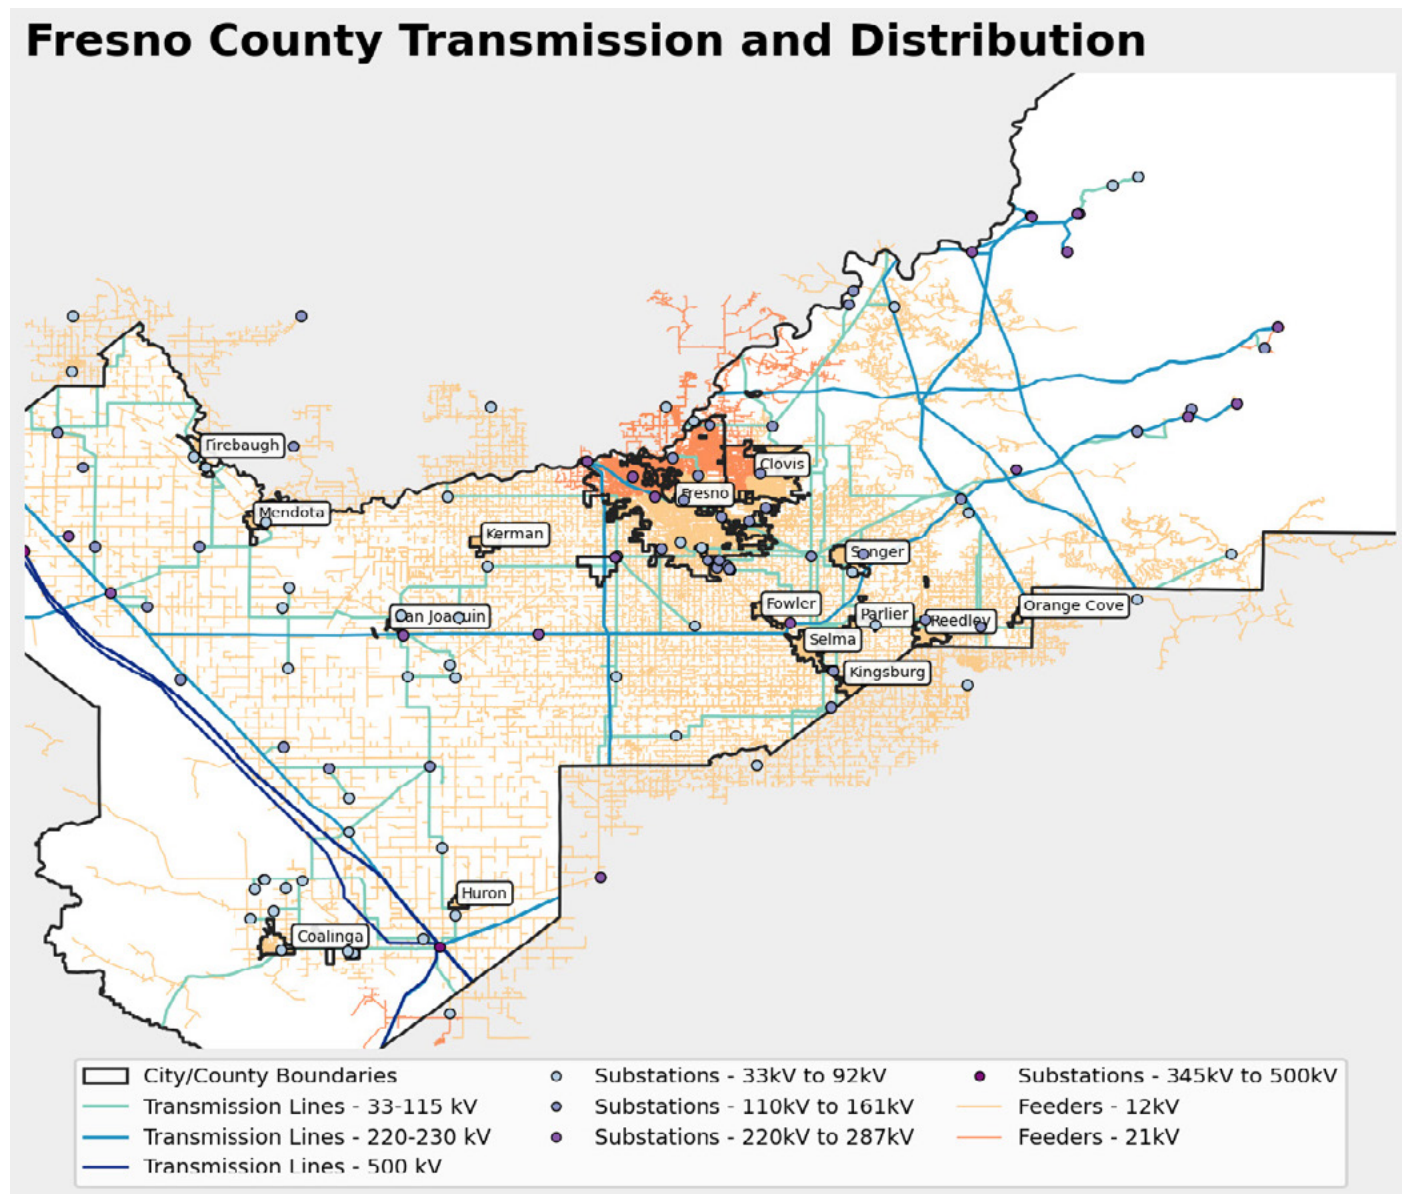 Fresno County Transmission and Distribution
Firebaugh
Clovis
Fresno
Mendota
Kerman
Sanger
San Joaquin
Fowler
Parlier
Orange Cove
Reedley
Selma
Kingsburg
Huron
Coalinga
City/County Boundaries
Transmission Lines - 33-115 kV
Transmission Lines - 220-230 kV
Transmission Lines - 500 kV
Substations - 33kV to 92kV
Substations - 110kV to 161kV
Substations - 220kV to 287kV
Substations - 345kV to 500kV
Feeders - 12kV
Feeders - 21kV